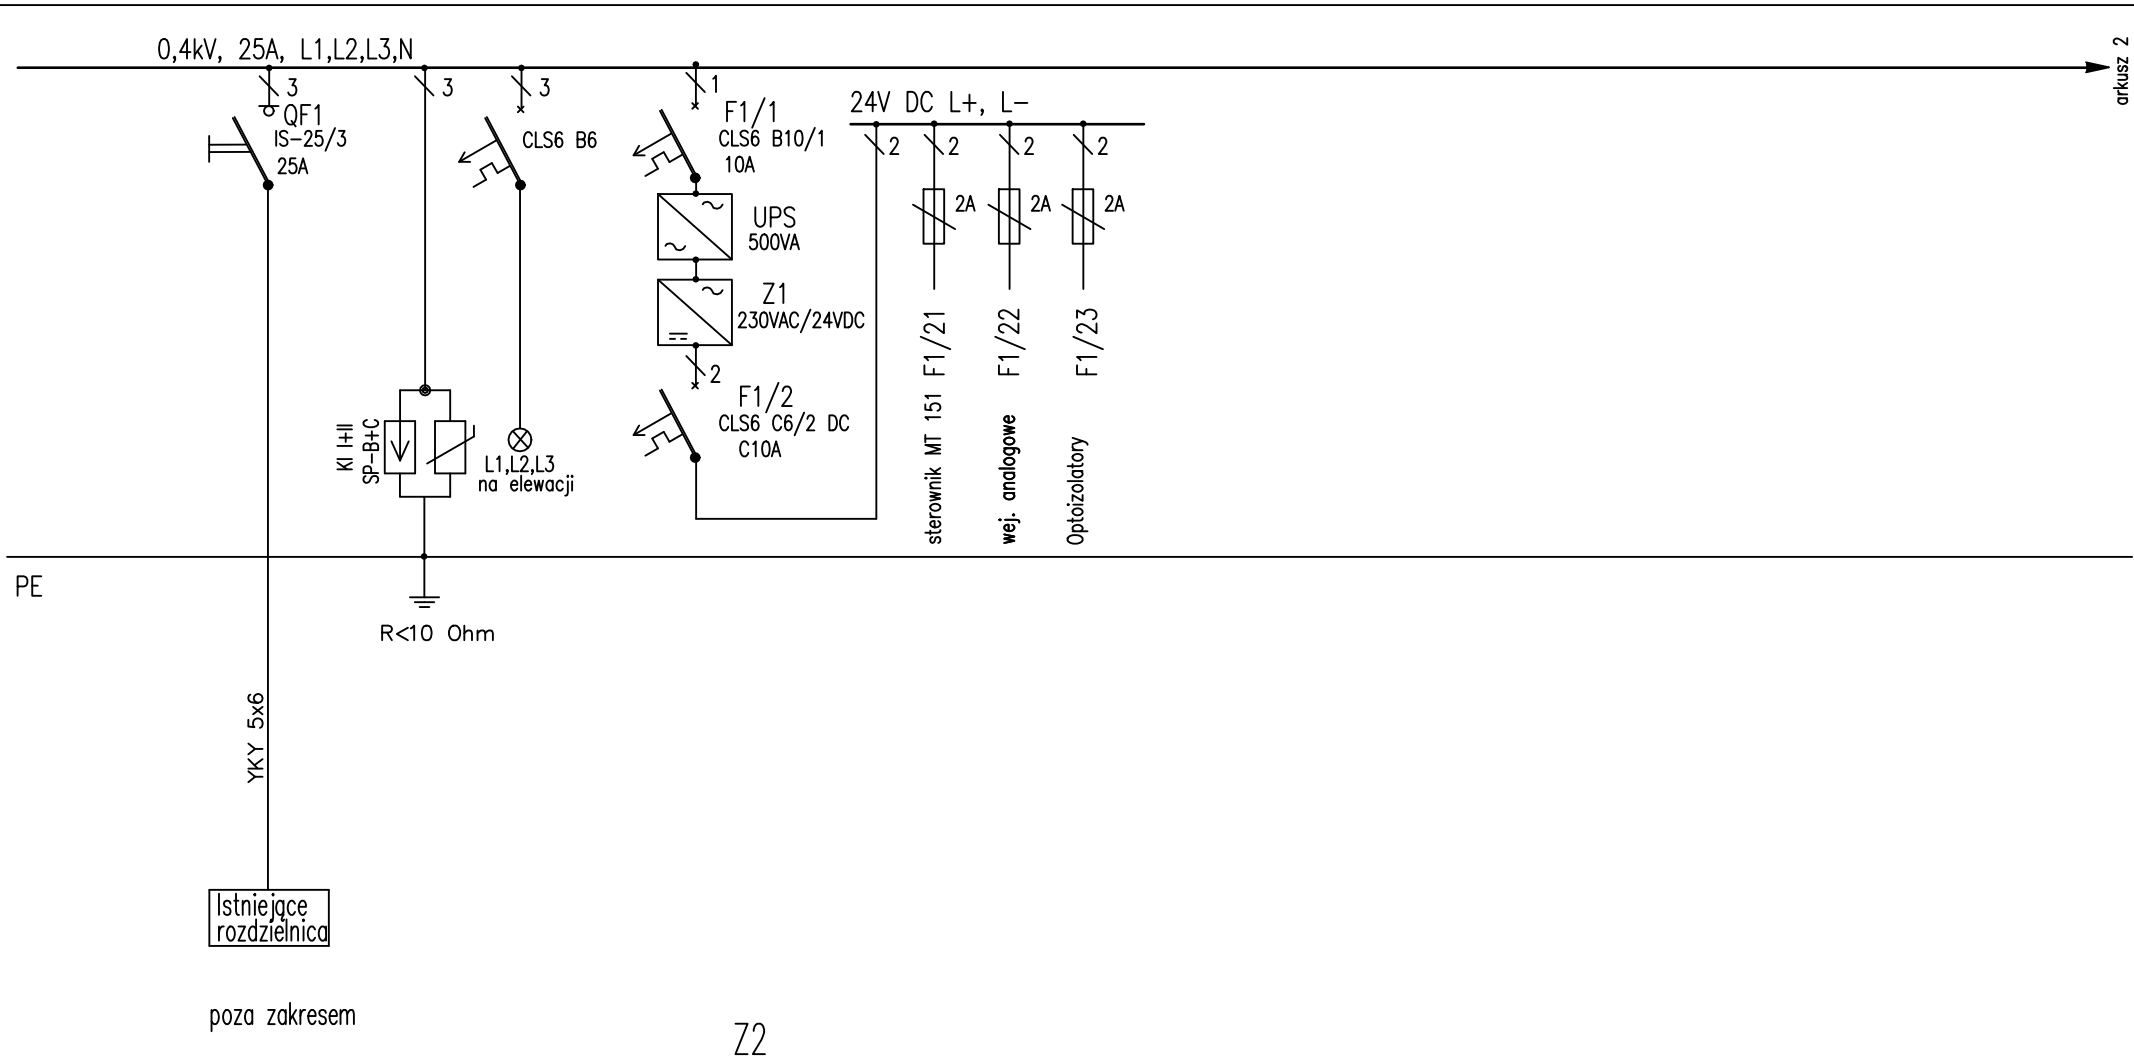 0,4kV, 25A, L1,L2,L3,N
arkusz 2
3
QF1
IS-25/3
25A
3
3
CLS6 B6
1
F1/1
CLS6 B10/1
10A
24V DC L+, L-
2
2
2
2
2A
2A
2A
UPS
500VA
Z1
230VAC/24VDC
2
F1/2
CLS6 C6/2 DC
C10A
F1/21
F1/22
F1/23
sterownik MT 151
wej. analogowe
Optoizolatory
KI I+II
SP-B+C
L1,L2,L3
na elewacji
PE
R<10 Ohm
YKY 5x6
Istniejące
rozdzielnica
poza zakresem
Z2